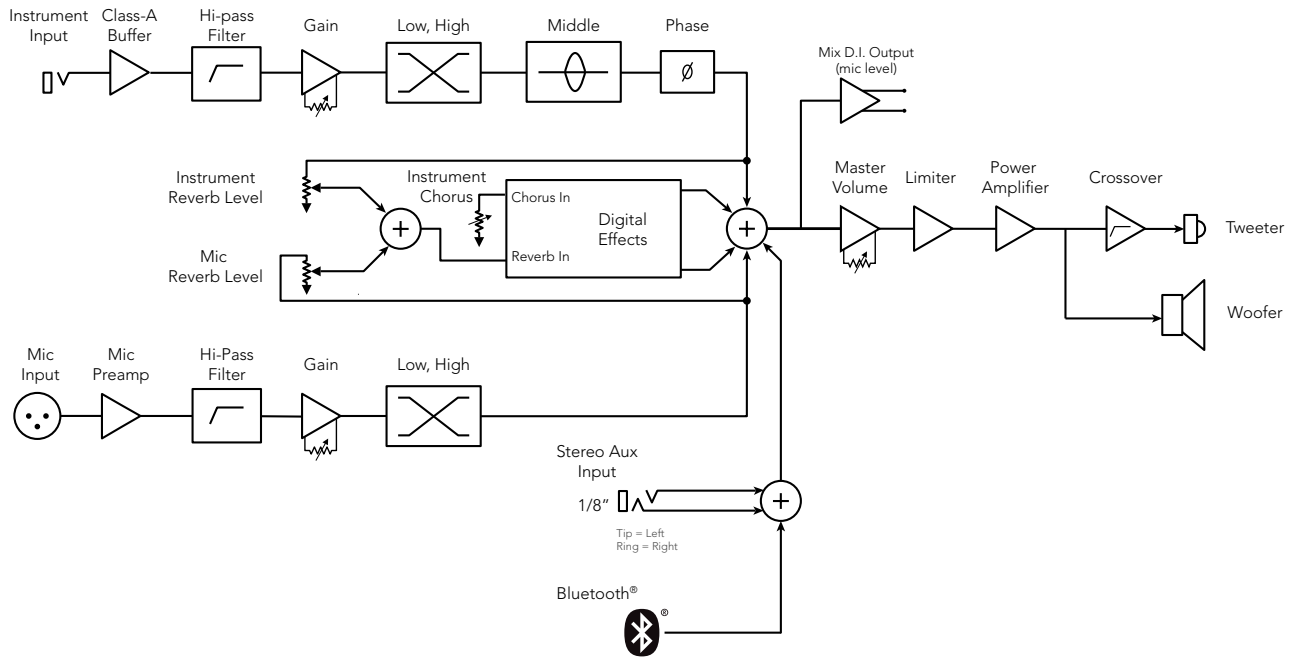 Instrument
Input
Class-A
Buffer
Hi-pass
Filter
Gain
Low, High
Middle
Phase
Ø
Mix D.I. Output
(mic level)
Instrument
Reverb Level
Instrument
Chorus
Chorus In
Digital
Effects
Reverb In
Mic
Reverb Level
Master
Volume
Limiter
Power
Amplifier
Crossover
Tweeter
Woofer
Mic
Input
Mic
Preamp
Hi-Pass
Filter
Gain
Low, High
Stereo Aux
Input
1/8”
Tip = Left
Ring = Right
Bluetooth®
®